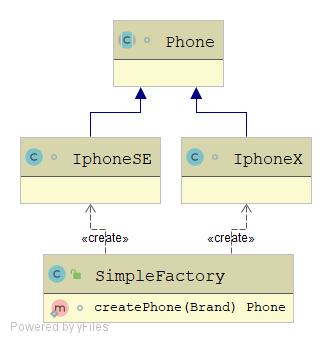 C Phone
C IphoneSE
C IphoneX
«create»
«create»
C SimpleFactory
m createPhone(Brand) Phone
Powered by yFiles